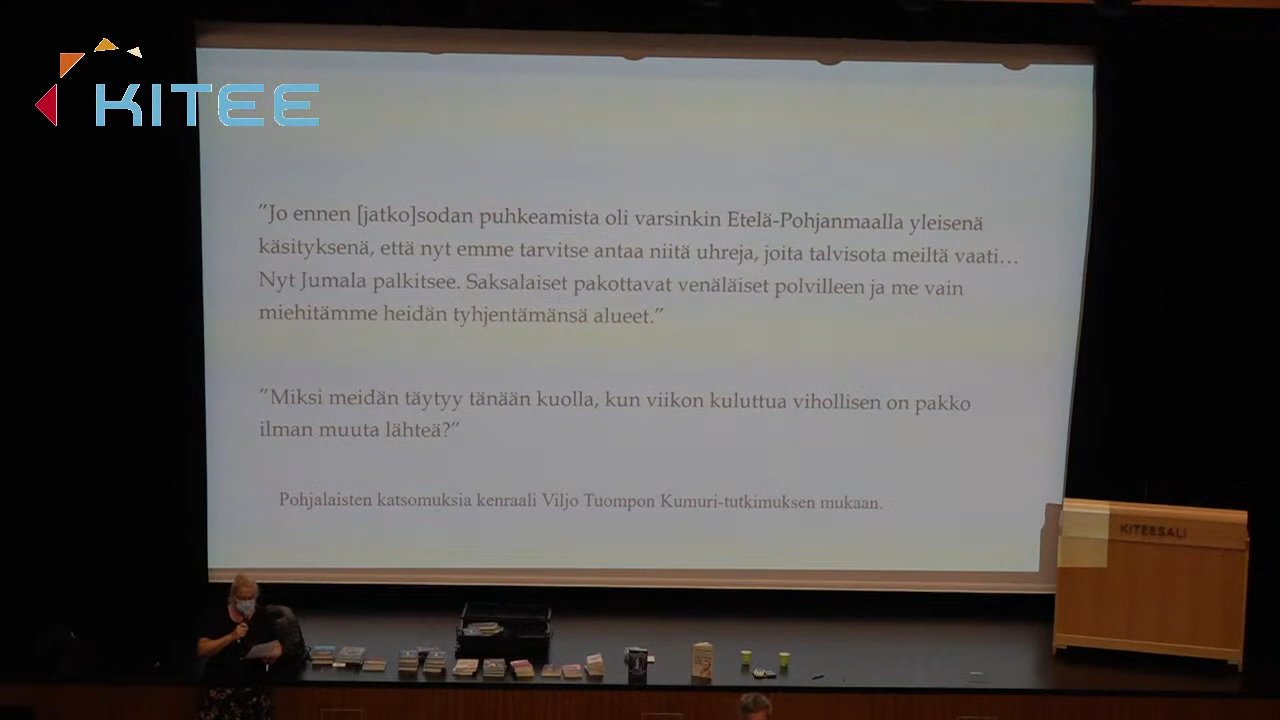 KITEE
”Jo ennen [jatko]sodan puhkeamista oli varsinkin Etelä-Pohjanmaalla yleisenä
käsityksenä, että nyt emme tarvitse antaa niitä uhreja, joita talvisota meiltä vaati…
Nyt Jumala palkitsee. Saksalaiset pakottavat venäläiset polvilleen ja me vain
miehitämme heidän tyhjentämänsä alueet.”
”Miksi meidän täytyy tänään kuolla, kun viikon kuluttua vihollisen on pakko
ilman muuta lähteä?”
Pohjalaisten katsomuksia kenraali Viljo Tuompon Kumuri-tutkimuksen mukaan.
KITEESALI